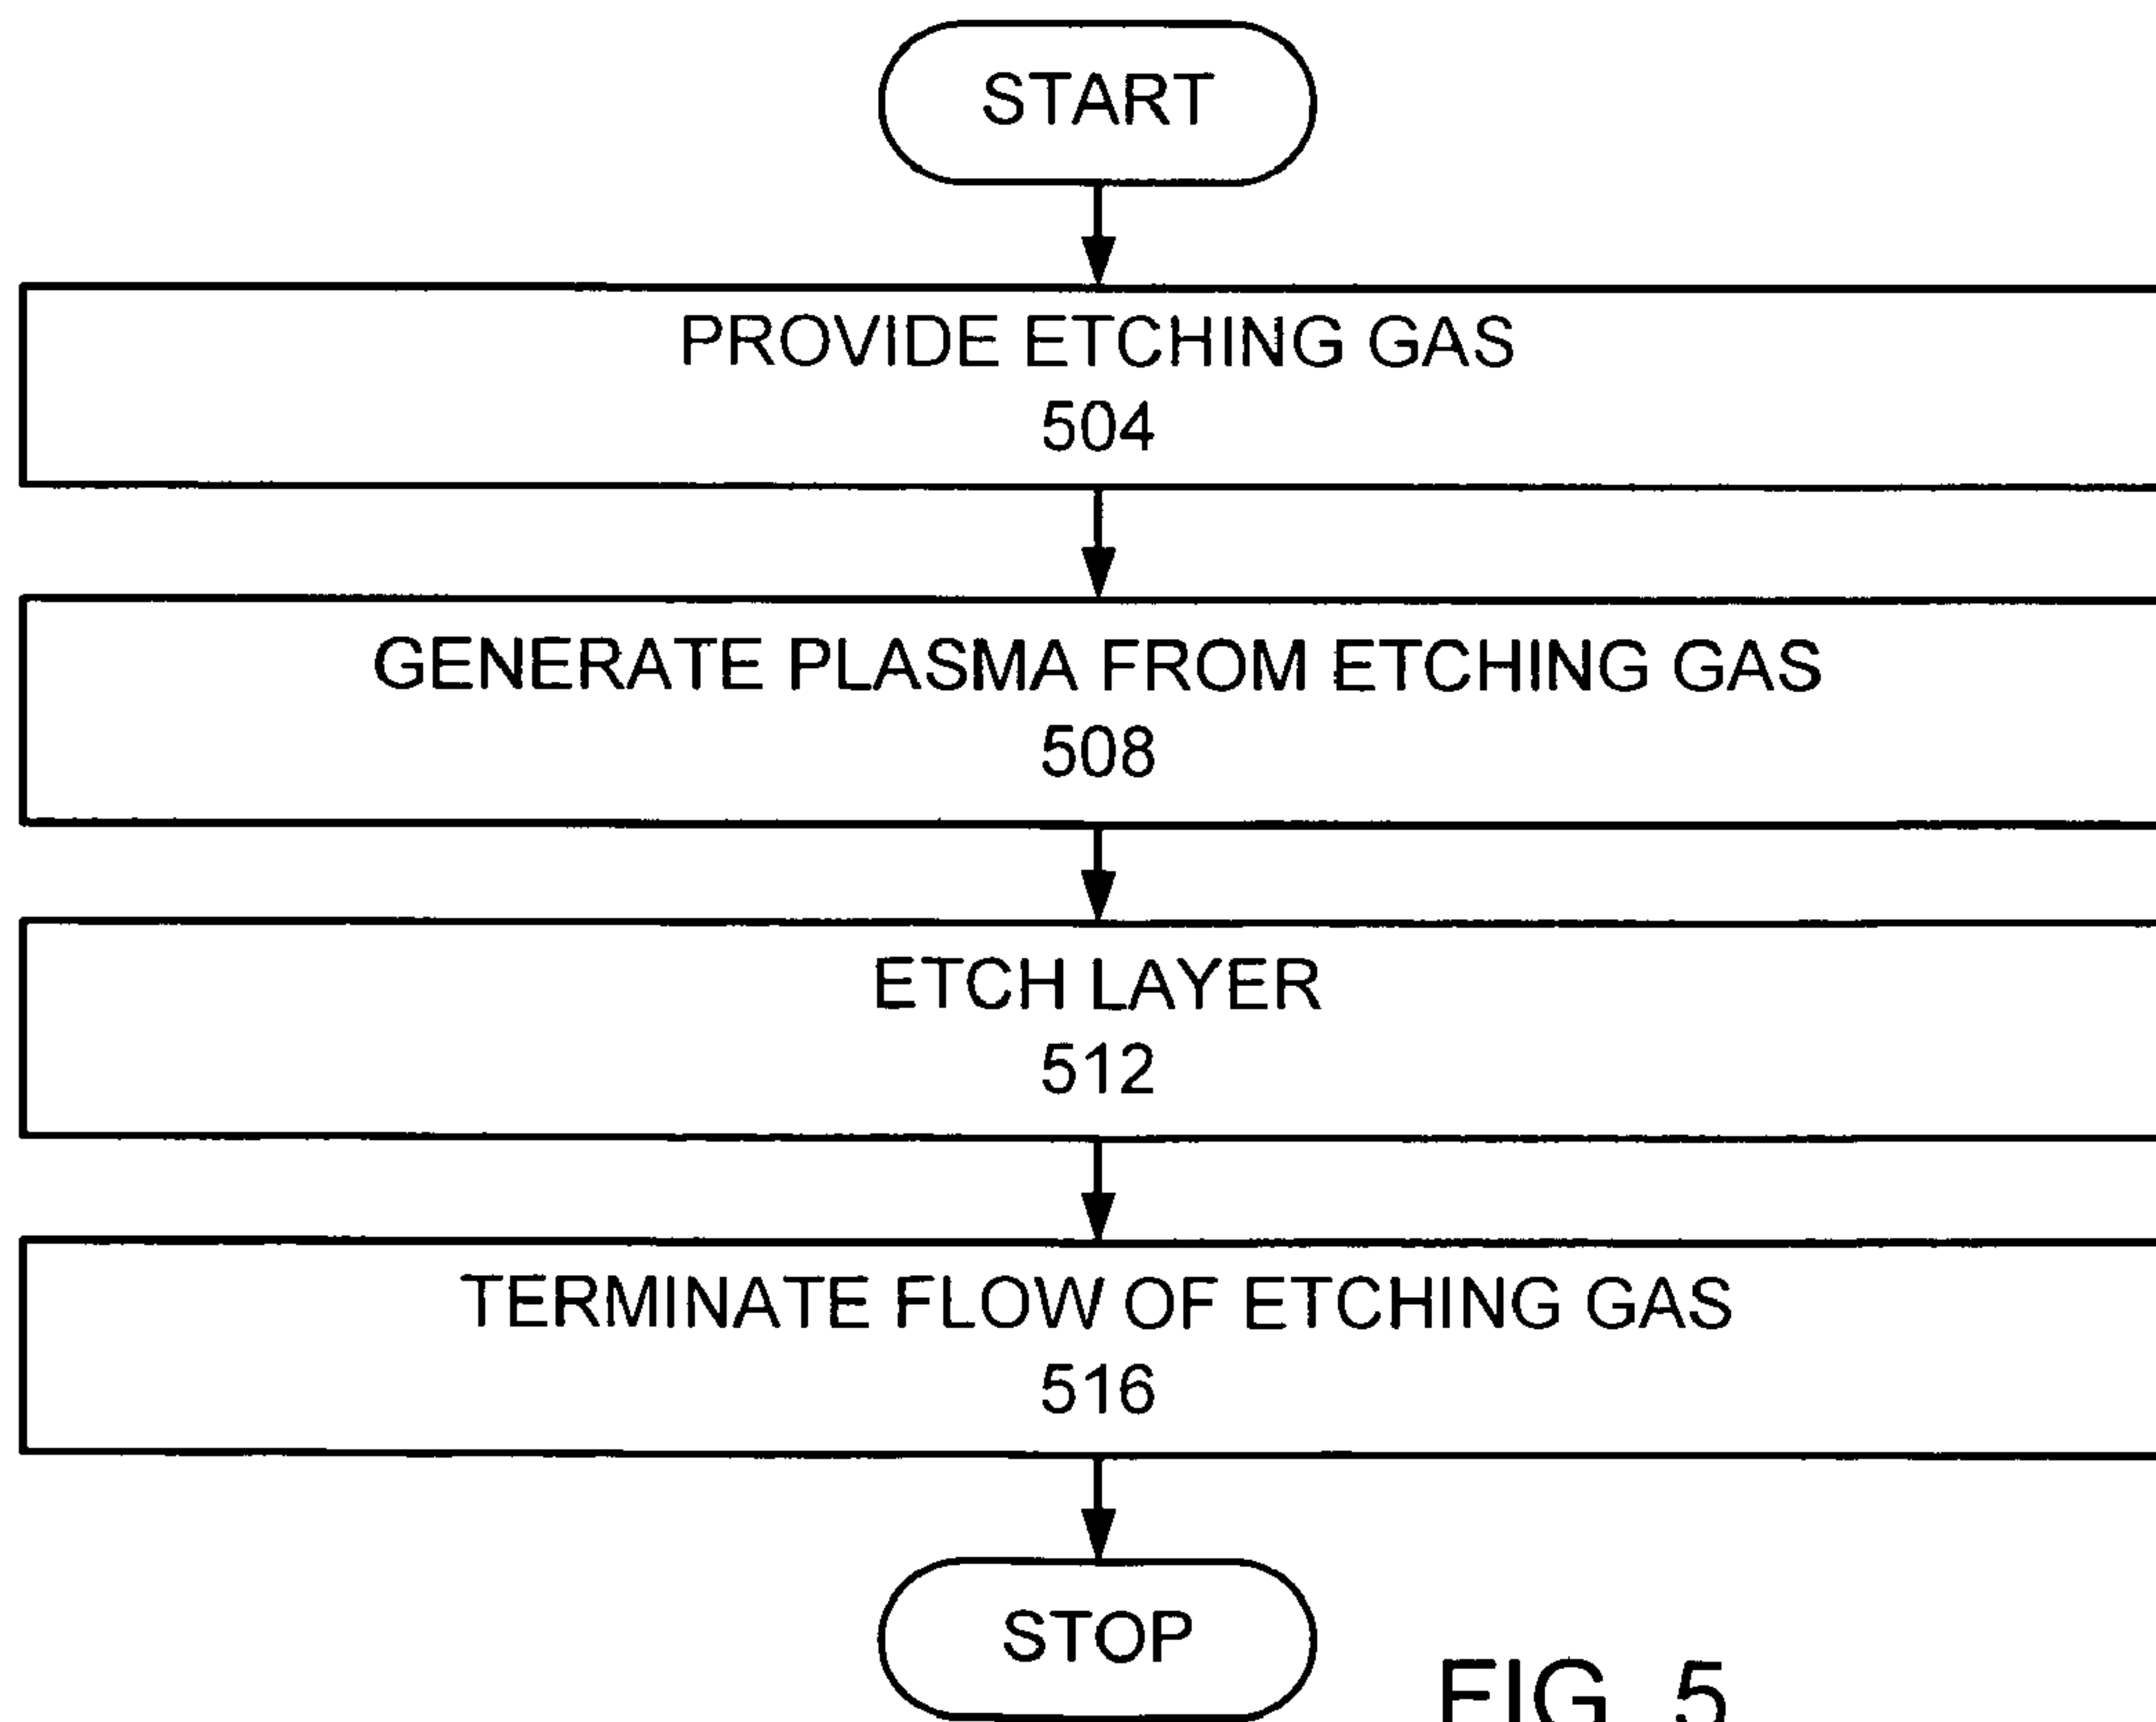 START
PROVIDE ETCHING GAS
504
GENERATE PLASMA FROM ETCHING GAS
508
ETCH LAYER
512
TERMINATE FLOW OF ETCHING GAS
516
STOP
FIG. 5